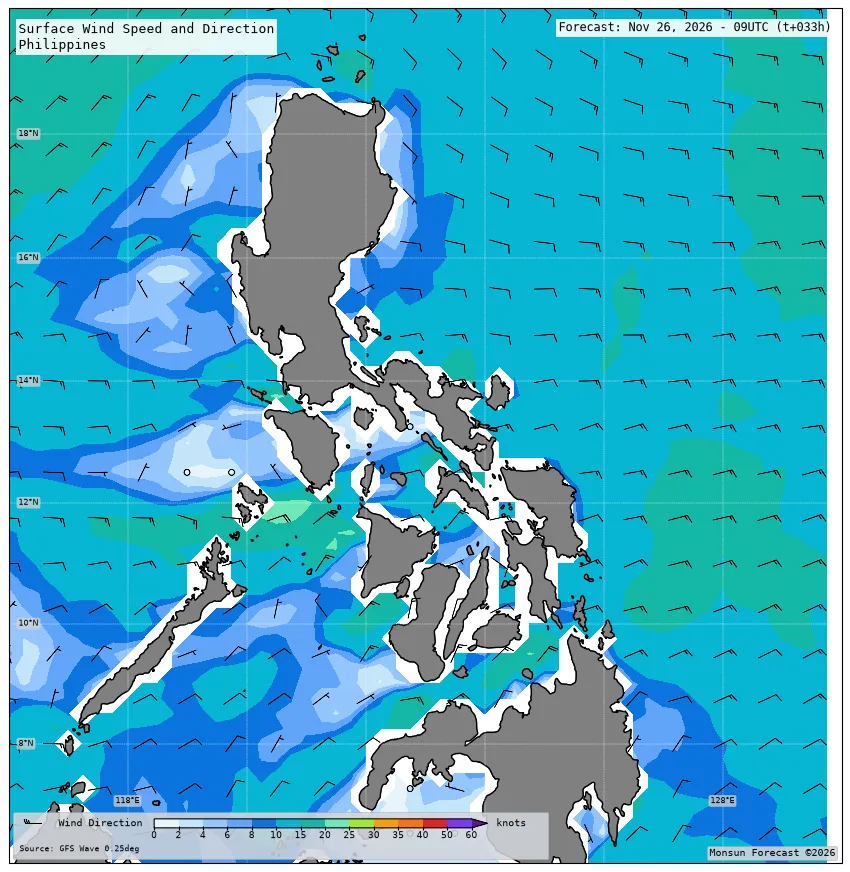 Surface Wind Speed and Direction
Philippines
Forecast: Nov 26, 2026 - 09UTC (t+033h)
18°N
16°N
14°N
12°N
10°N
8°N
118°E
128°E
Wind Direction
knots
0 2 4 6 8 10 15 20 25 30 35 40 50 60
Source: GFS Wave 0.25deg
Monsun Forecast ©2026